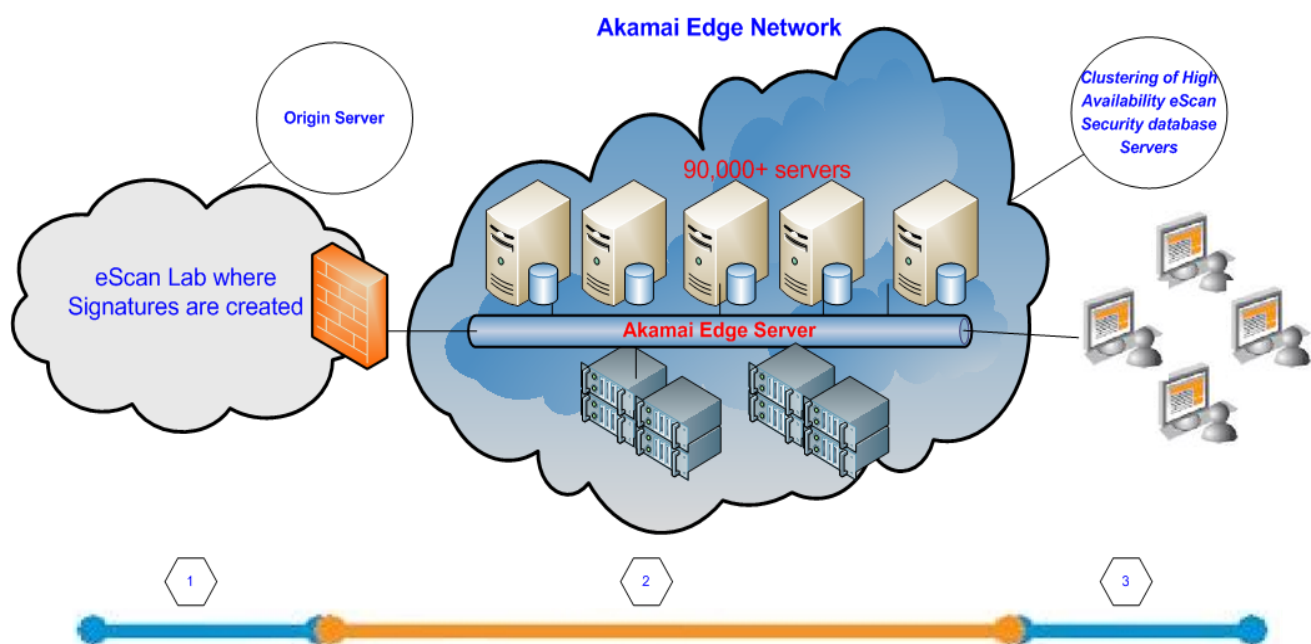 Akamai Edge Network
Origin Server
Clustering of High
Availability eScan
Security database
Servers
90,000+ servers
eScan Lab where
Signatures are created
Akamai Edge Server
1
2
3